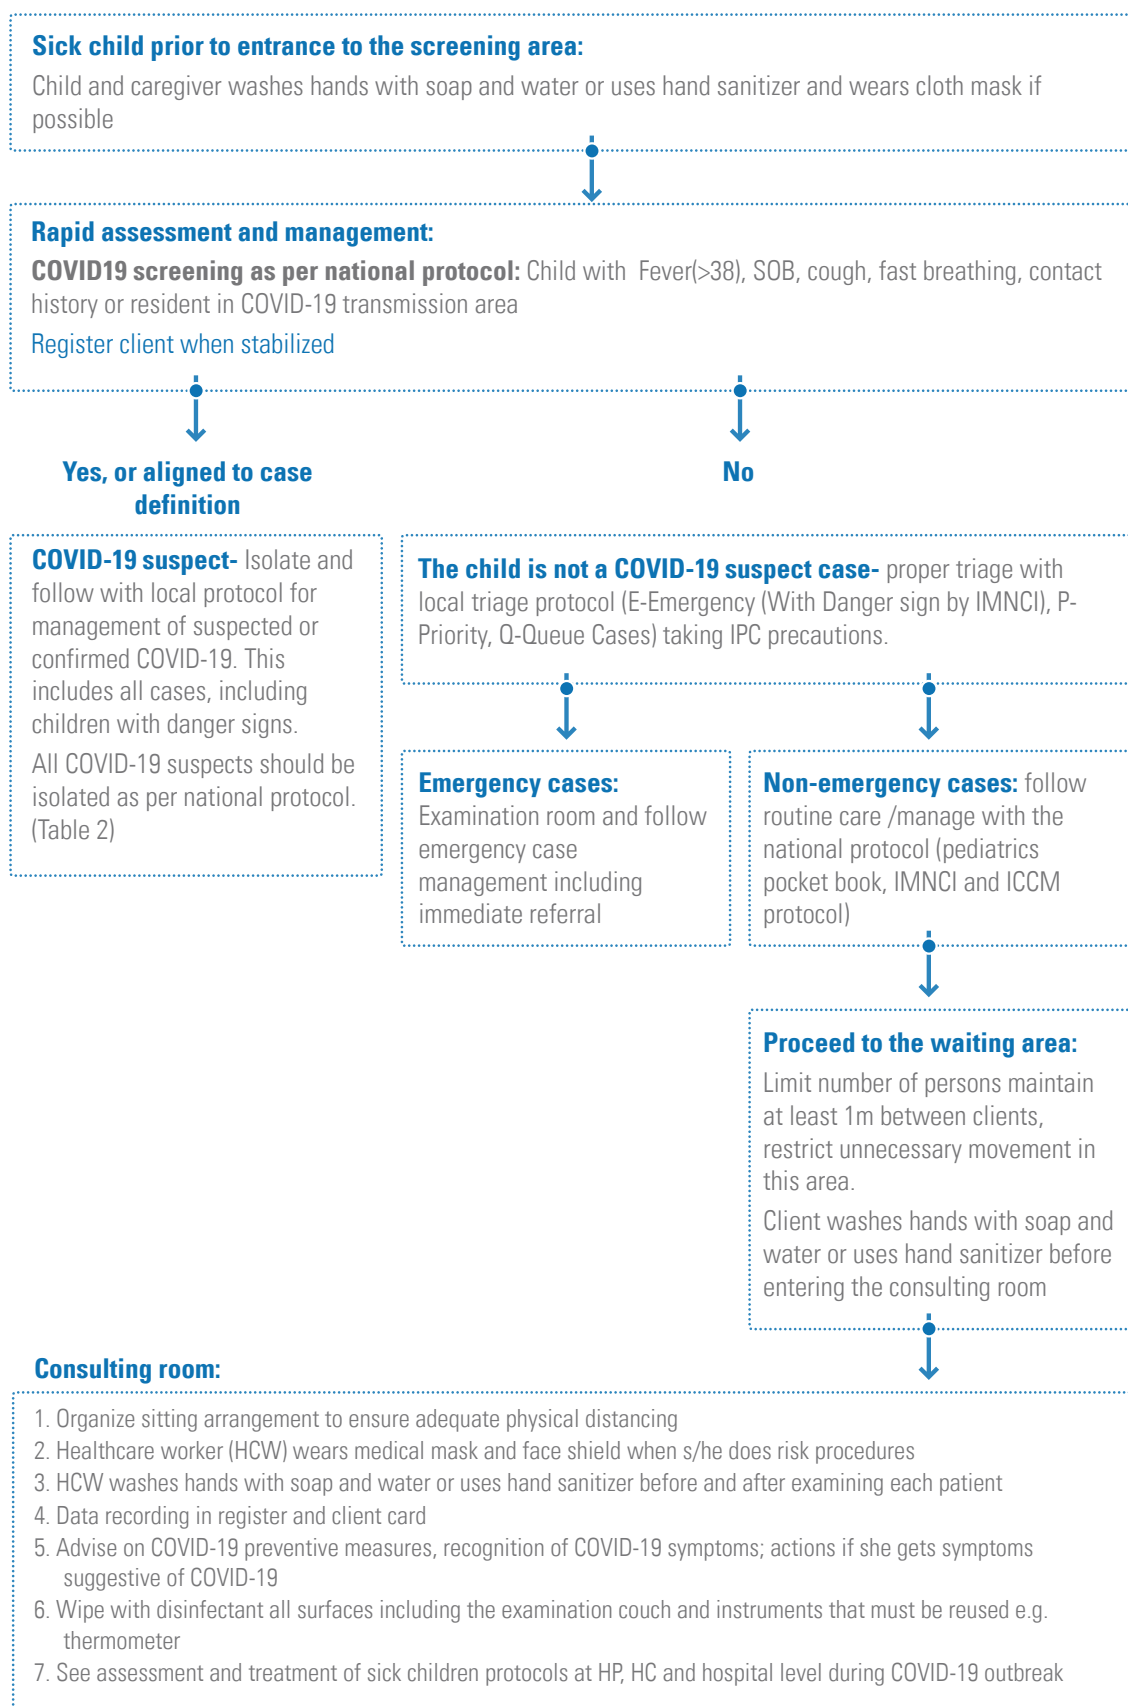 Sick child prior to entrance to the screening area:
Child and caregiver washes hands with soap and water or uses hand sanitizer and wears cloth mask if
possible
Rapid assessment and management:
COVID19 screening as per national protocol: Child with Fever(>38), SOB, cough, fast breathing, contact
history or resident in COVID-19 transmission area
Register client when stabilized
Yes, or aligned to case
definition
No
COVID-19 suspect- Isolate and
follow with local protocol for
management of suspected or
confirmed COVID-19. This
includes all cases, including
children with danger signs.
All COVID-19 suspects should be
isolated as per national protocol.
(Table 2)
The child is not a COVID-19 suspect case- proper triage with
local triage protocol (E-Emergency (With Danger sign by IMNCI), P-
Priority, Q-Queue Cases) taking IPC precautions.
Emergency cases:
Examination room and follow
emergency case
management including
immediate referral
Non-emergency cases: follow
routine care /manage with the
national protocol (pediatrics
pocket book, IMNCI and ICCM
protocol)
Proceed to the waiting area:
Limit number of persons maintain
at least 1m between clients,
restrict unnecessary movement in
this area.
Client washes hands with soap and
water or uses hand sanitizer before
entering the consulting room
Consulting room:
1. Organize sitting arrangement to ensure adequate physical distancing
2. Healthcare worker (HCW) wears medical mask and face shield when s/he does risk procedures
3. HCW washes hands with soap and water or uses hand sanitizer before and after examining each patient
4. Data recording in register and client card
5. Advise on COVID-19 preventive measures, recognition of COVID-19 symptoms; actions if she gets symptoms
suggestive of COVID-19
6. Wipe with disinfectant all surfaces including the examination couch and instruments that must be reused e.g.
thermometer
7. See assessment and treatment of sick children protocols at HP, HC and hospital level during COVID-19 outbreak